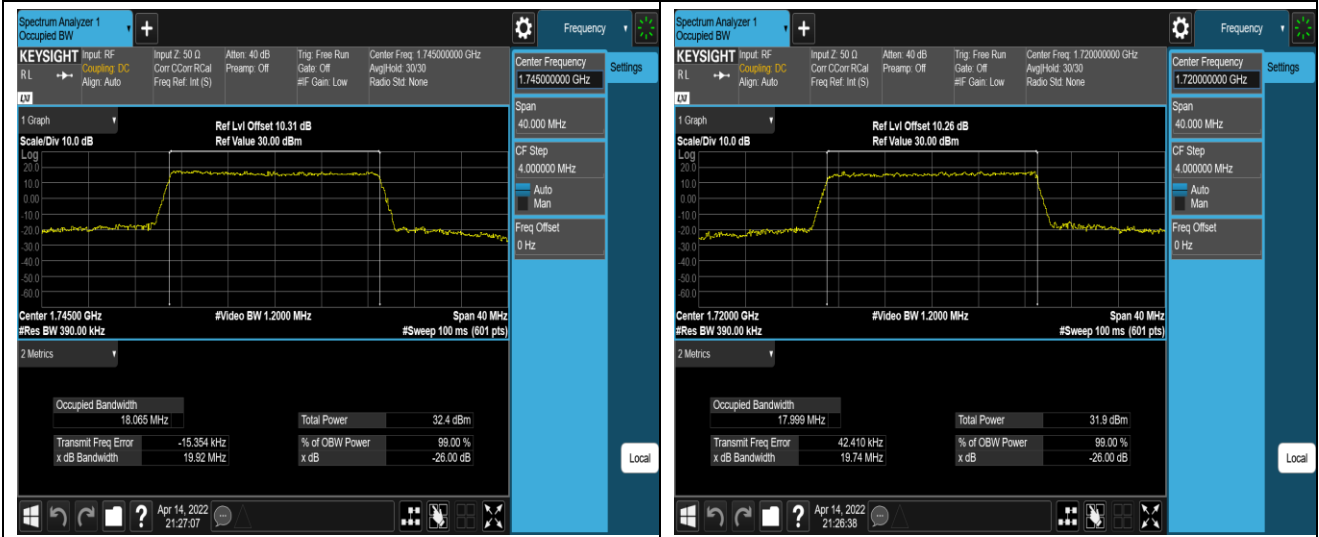 Spectrum Analyzer 1
Occupied BW
+
Frequency
KEYSIGHT Input: RF Input Z: 50 Ω Atten: 40 dB Trig: Free Run Center Freq: 1.745000000 GHz
RL Coupling: DC Corr CCorr RCal Preamp: Off Gate: Off Avg|Hold: 30/30
Align: Auto Freq Ref: Int (S) #IF Gain: Low Radio Std: None
LXI
Center Frequency
1.745000000 GHz
Settings
Span
40.000 MHz
CF Step
4.000000 MHz
Auto
Man
Freq Offset
0 Hz
1 Graph
Ref Lvl Offset 10.31 dB
Scale/Div 10.0 dB Ref Value 30.00 dBm
Log
20.0
10.0
0.00
-10.0
-20.0
-30.0
-40.0
-50.0
-60.0
Center 1.74500 GHz #Video BW 1.2000 MHz Span 40 MHz
#Res BW 390.00 kHz #Sweep 100 ms (601 pts)
2 Metrics
Occupied Bandwidth
18.065 MHz Total Power 32.4 dBm
Transmit Freq Error -15.354 kHz % of OBW Power 99.00 %
x dB Bandwidth 19.92 MHz x dB -26.00 dB
Local
? Apr 14, 2022
21:27:07
Spectrum Analyzer 1
Occupied BW
+
Frequency
KEYSIGHT Input: RF Input Z: 50 Ω Atten: 40 dB Trig: Free Run Center Freq: 1.720000000 GHz
RL Coupling: DC Corr CCorr RCal Preamp: Off Gate: Off Avg|Hold: 30/30
Align: Auto Freq Ref: Int (S) #IF Gain: Low Radio Std: None
LXI
Center Frequency
1.720000000 GHz
Settings
Span
40.000 MHz
CF Step
4.000000 MHz
Auto
Man
Freq Offset
0 Hz
1 Graph
Ref Lvl Offset 10.26 dB
Scale/Div 10.0 dB Ref Value 30.00 dBm
Log
20.0
10.0
0.00
-10.0
-20.0
-30.0
-40.0
-50.0
-60.0
Center 1.72000 GHz #Video BW 1.2000 MHz Span 40 MHz
#Res BW 390.00 kHz #Sweep 100 ms (601 pts)
2 Metrics
Occupied Bandwidth
17.999 MHz Total Power 31.9 dBm
Transmit Freq Error 42.410 kHz % of OBW Power 99.00 %
x dB Bandwidth 19.74 MHz x dB -26.00 dB
Local
? Apr 14, 2022
21:26:38